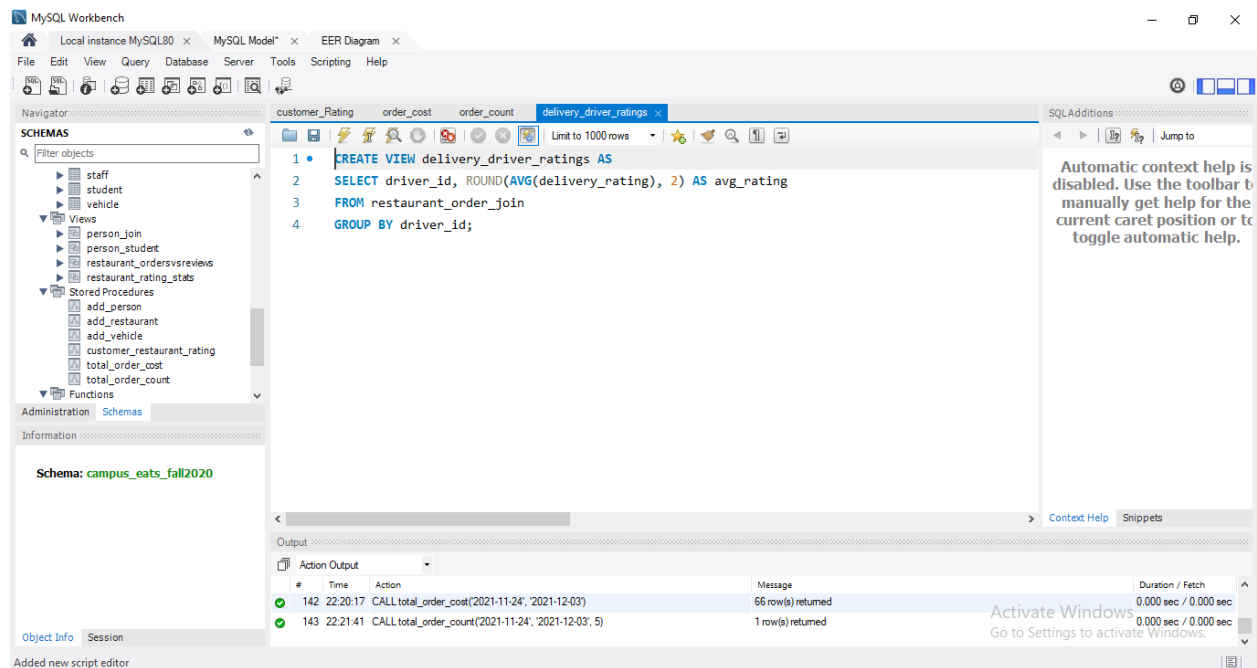 MySQL Workbench
Local instance MySQL80 × MySQL Model* × EER Diagram ×
File Edit View Query Database Server Tools Scripting Help
Navigator
SCHEMAS
Filter objects
staff
student
vehicle
Views
person_join
person_student
restaurant_ordersvsreviews
restaurant_rating_stats
Stored Procedures
add_person
add_restaurant
add_vehicle
customer_restaurant_rating
total_order_cost
total_order_count
Functions
Administration Schemas
Information
Schema: campus_eats_fall2020
Object Info Session
customer_Rating order_cost order_count delivery_driver_ratings ×
Limit to 1000 rows
1 CREATE VIEW delivery_driver_ratings AS
2 SELECT driver_id, ROUND(AVG(delivery_rating), 2) AS avg_rating
3 FROM restaurant_order_join
4 GROUP BY driver_id;
SQLAdditions
Jump to
Automatic context help is
disabled. Use the toolbar t
manually get help for the
current caret position or to
toggle automatic help.
Context Help Snippets
Output
Action Output
# Time Action Message Duration / Fetch
142 22:20:17 CALL total_order_cost('2021-11-24', '2021-12-03') 66 row(s) returned 0.000 sec / 0.000 sec
143 22:21:41 CALL total_order_count('2021-11-24', '2021-12-03', 5) 1 row(s) returned 0.000 sec / 0.000 sec
Activate Windows
Go to Settings to activate Windows.
Added new script editor